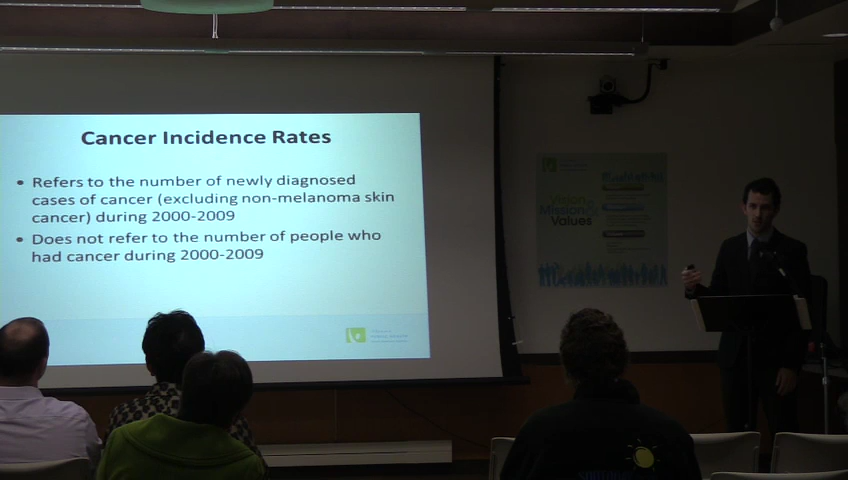 Cancer Incidence Rates
• Refers to the number of newly diagnosed
cases of cancer (excluding non-melanoma skin
cancer) during 2000-2009
• Does not refer to the number of people who
had cancer during 2000-2009
Vision,
Mission &
Values